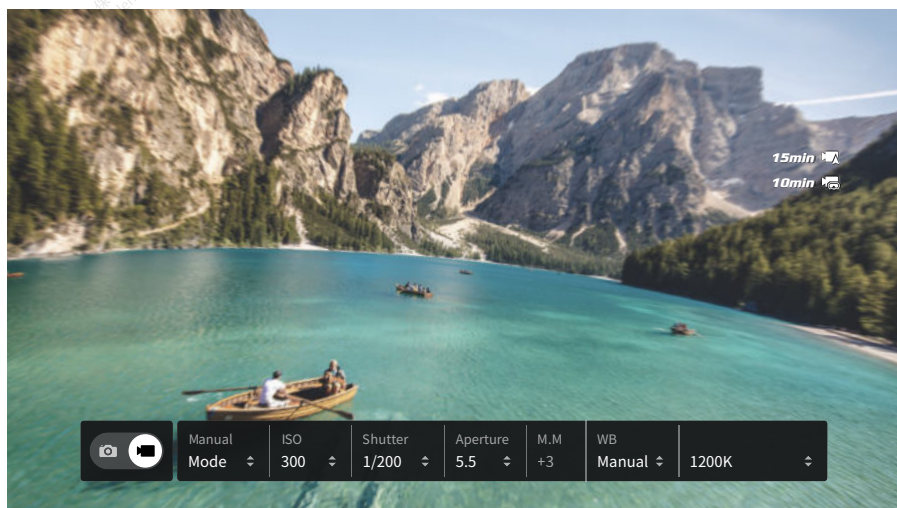 15min
10min
Manual
Mode
ISO
300
Shutter
1/200
Aperture
5.5
M.M
+3
WB
Manual
1200K